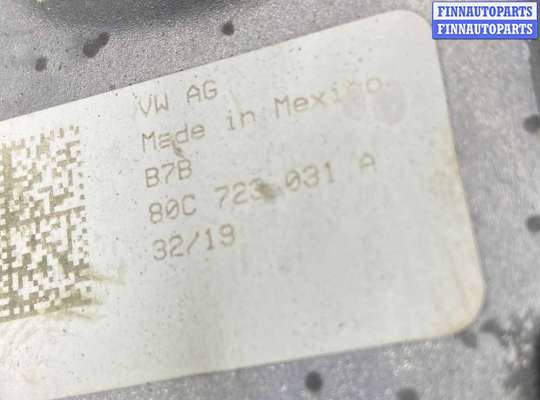 FINNAUTOPARTS
FINNAUTOPARTS
VW AG
Made in Mexico
B7B
80C 723 031 A
32/19